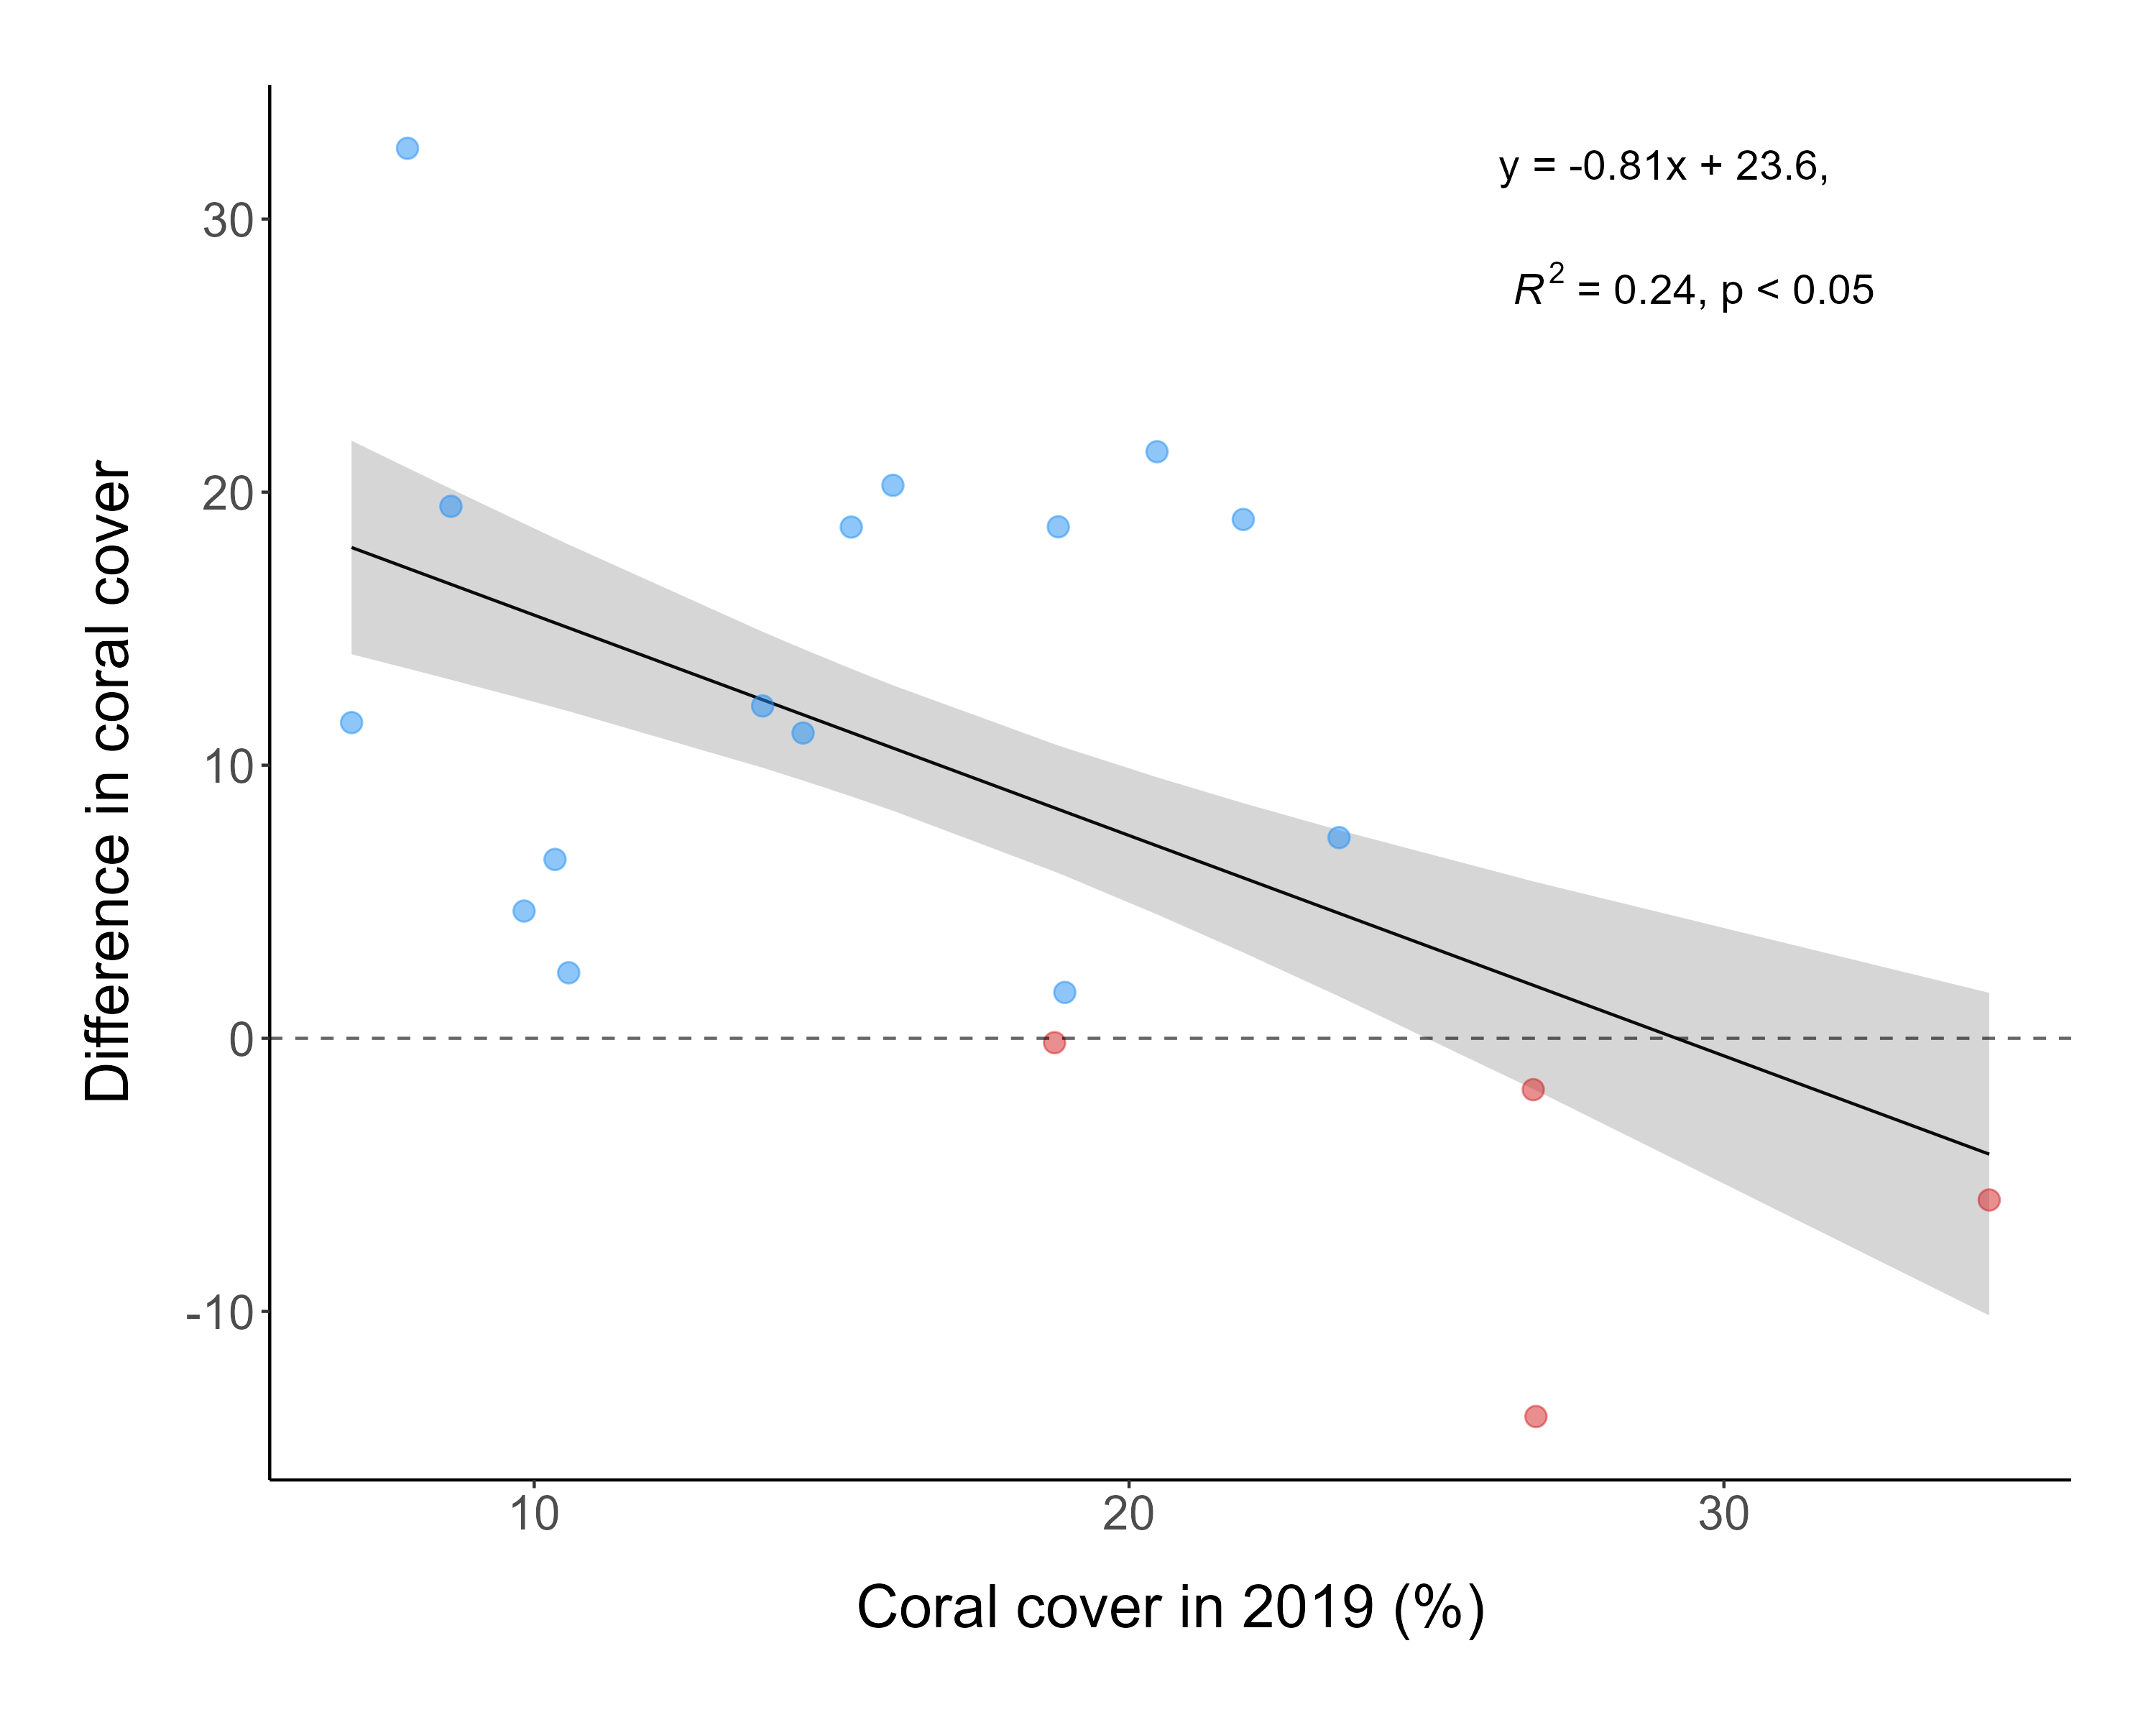 y = -0.81x + 23.6,
R² = 0.24, p < 0.05
30
20
10
0
-10
Difference in coral cover
10 20 30
Coral cover in 2019 (%)